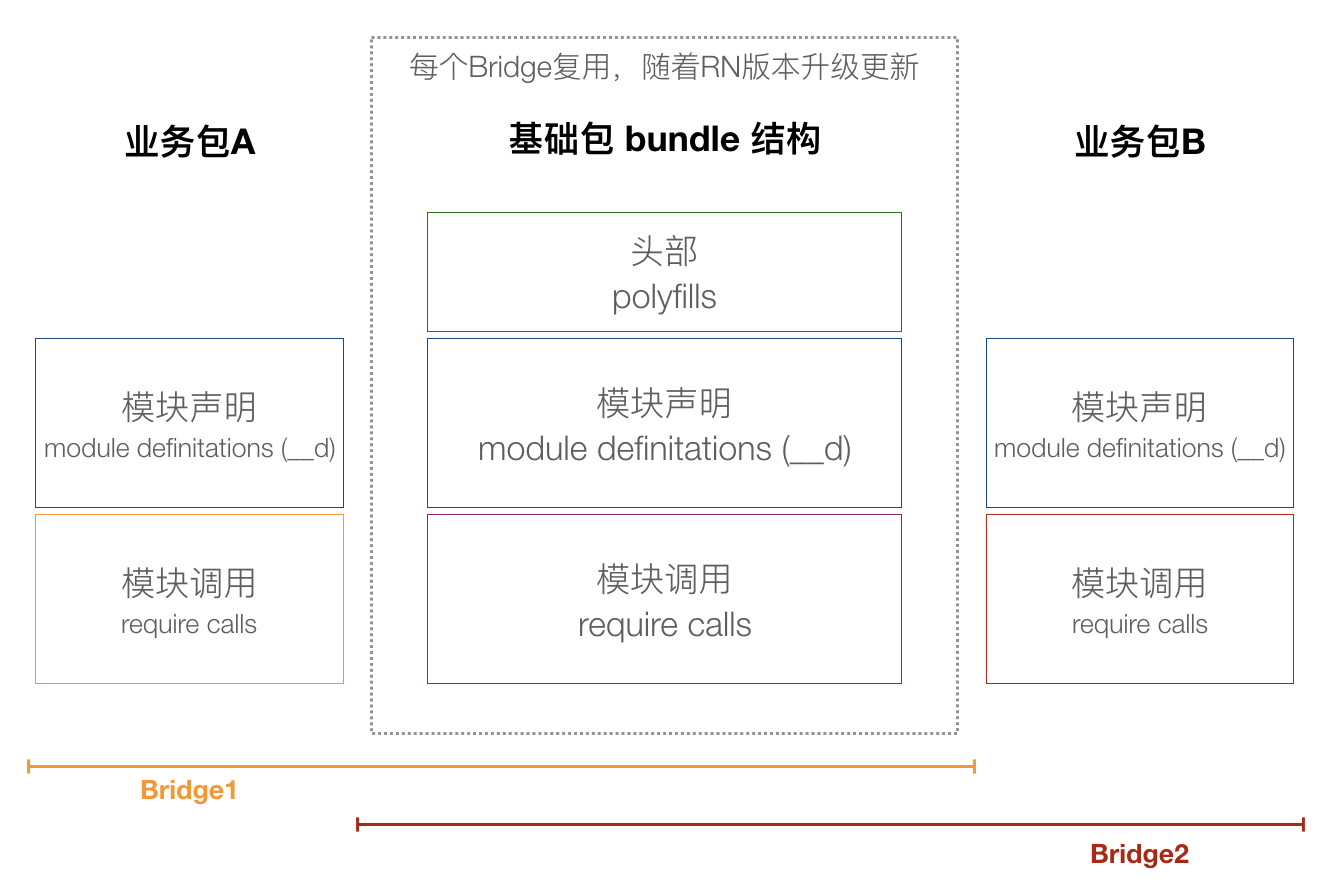 每个Bridge复用，随着RN版本升级更新
业务包A
基础包 bundle 结构
业务包B
头部
polyfills
模块声明
module definitations (__d)
模块声明
module definitations (__d)
模块声明
module definitations (__d)
模块调用
require calls
模块调用
require calls
模块调用
require calls
Bridge1
Bridge2